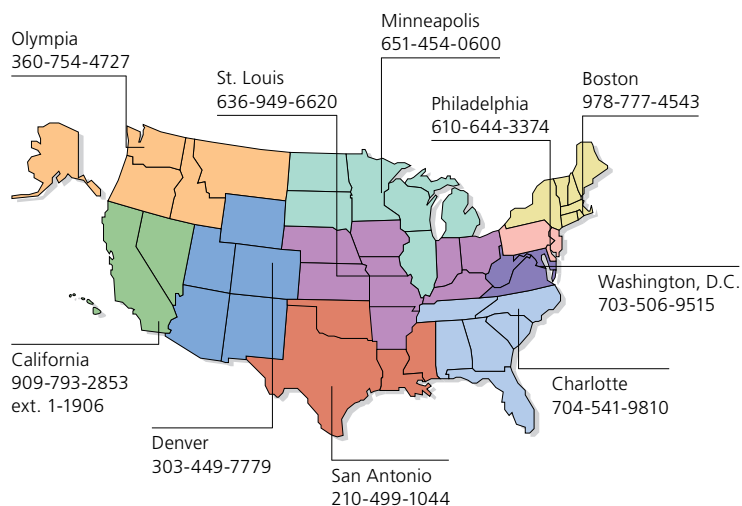 Minneapolis
651-454-0600
Olympia
360-754-4727
St. Louis
636-949-6620
Boston
978-777-4543
Philadelphia
610-644-3374
Washington, D.C.
703-506-9515
California
909-793-2853
ext. 1-1906
Charlotte
704-541-9810
Denver
303-449-7779
San Antonio
210-499-1044